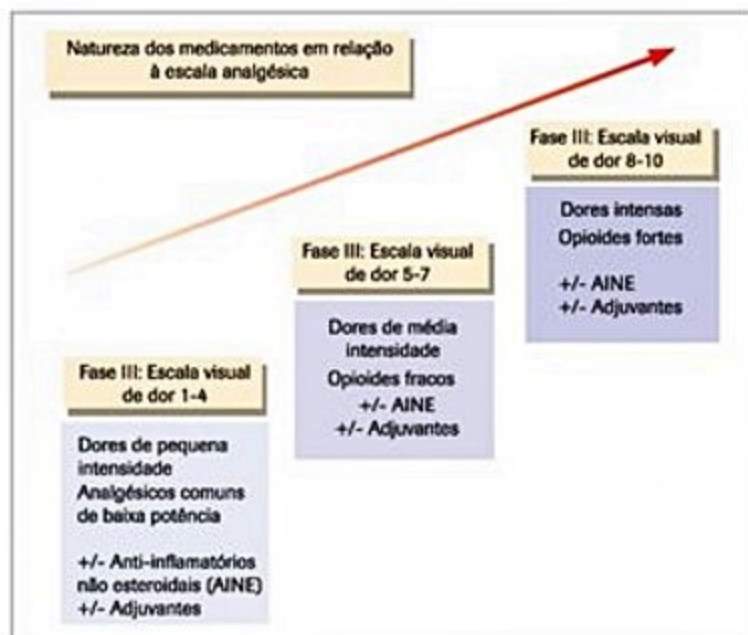 Natureza dos medicamentos em relação
à escala analgésica
Fase III: Escala visual
de dor 8-10
Dores intensas
Opioides fortes
+/- AINE
+/- Adjuvantes
Fase III: Escala visual
de dor 5-7
Dores de média
intensidade
Opioides fracos
+/- AINE
+/- Adjuvantes
Fase III: Escala visual
de dor 1-4
Dores de pequena
intensidade
Analgésicos comuns
de baixa potência
+/- Anti-inflamatórios
não esteroidais (AINE)
+/- Adjuvantes